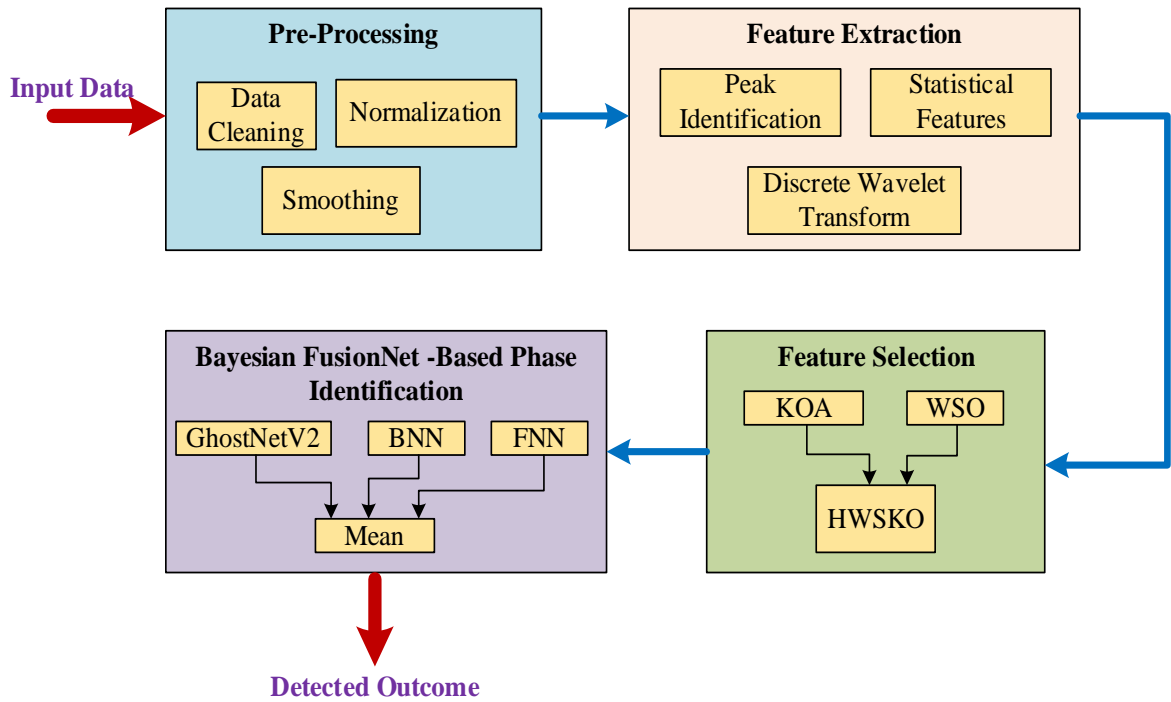 Input Data
Pre-Processing
Data
Cleaning
Normalization
Smoothing
Feature Extraction
Peak
Identification
Statistical
Features
Discrete Wavelet
Transform
Feature Selection
KOA
WSO
HWSKO
Bayesian FusionNet -Based Phase
Identification
GhostNetV2
BNN
FNN
Mean
Detected Outcome